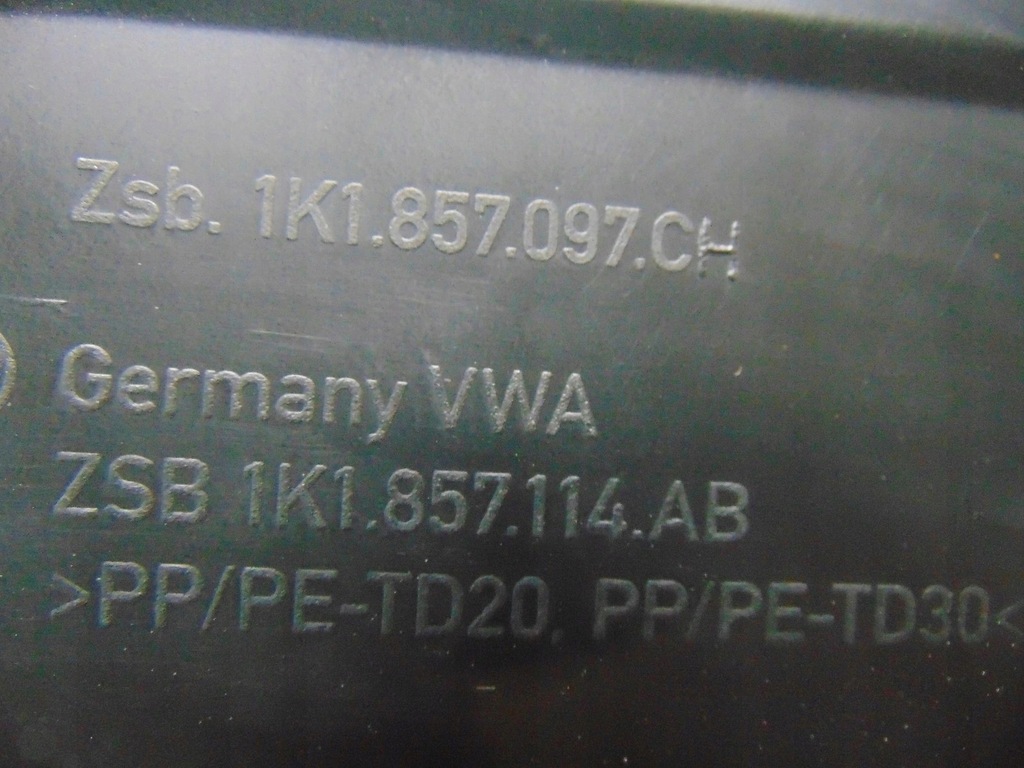 Zsb. 1K1.857.097.CH
Germany VWA
ZSB 1K1.857.114.AB
>PP/PE-TD20, PP/PE-TD30<